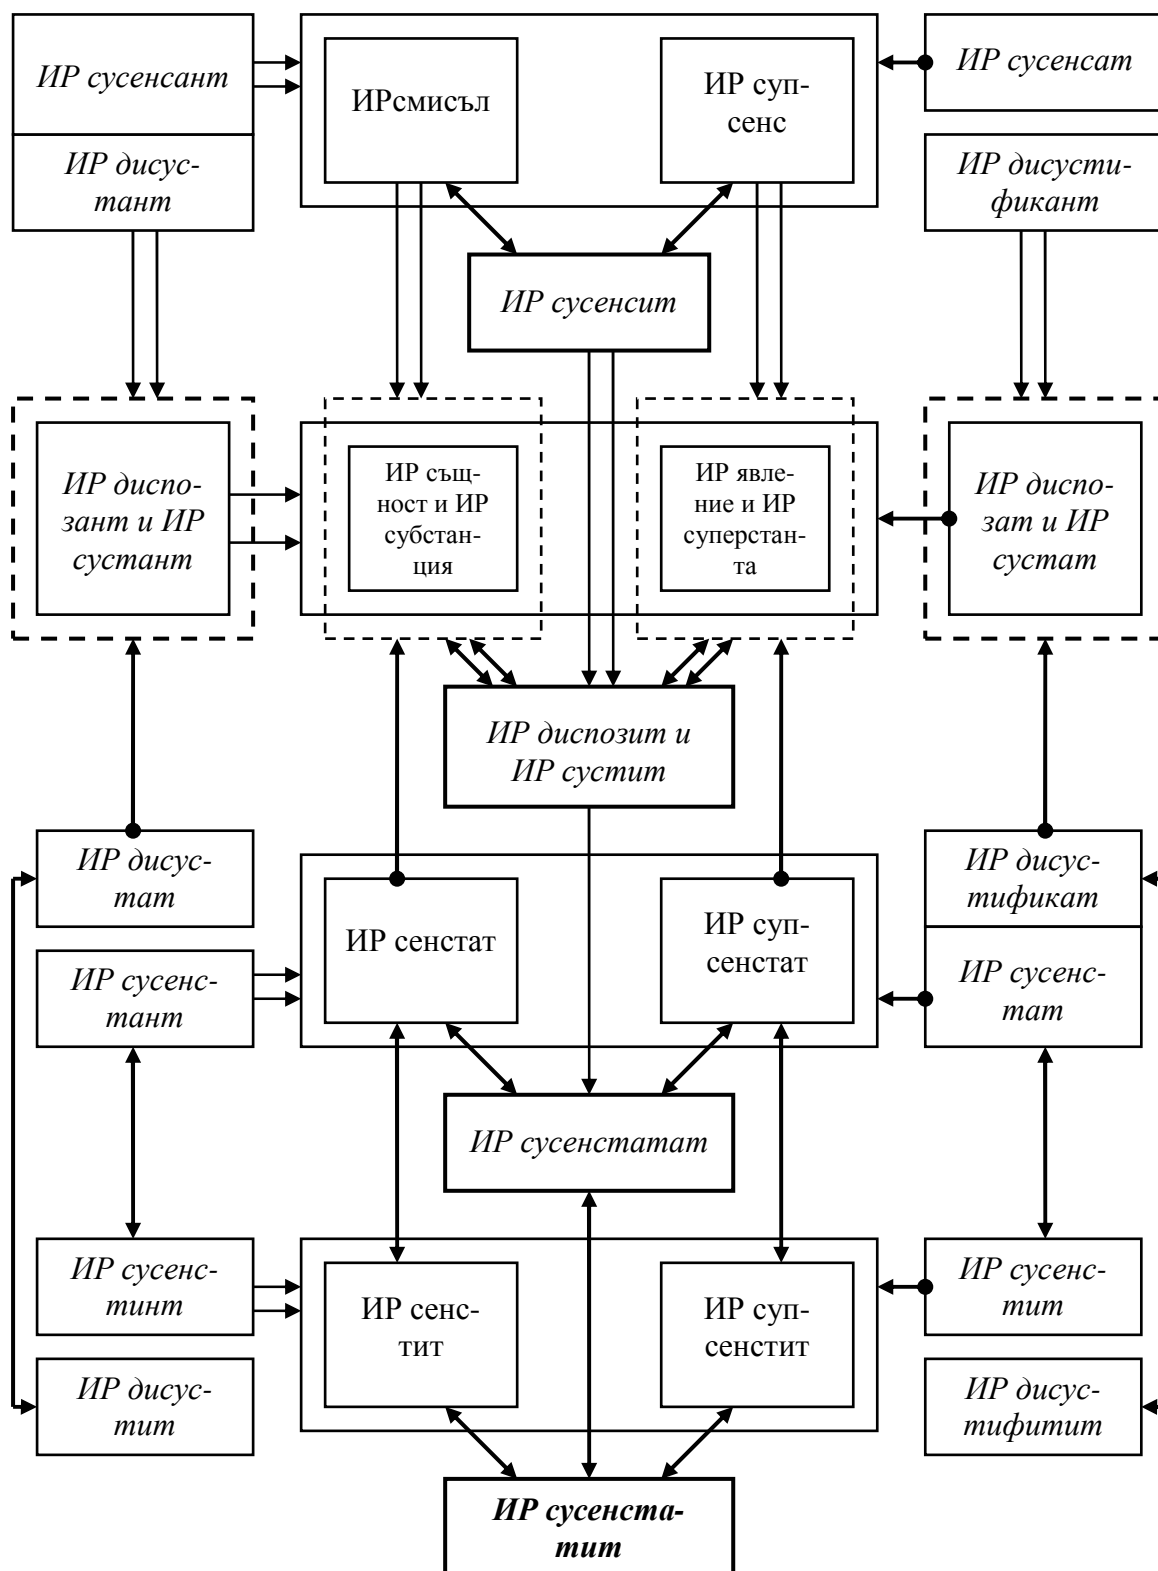 ИР сусенсант
ИРсмисъл
ИР суп-
сенс
ИР сусенсат
ИР дисус-
тант
ИР дисусти-
фикант
ИР сусенсит
ИР диспо-
зант и ИР
сустант
ИР същ-
ност и ИР
субстан-
ция
ИР явле-
ние и ИР
суперстан-
та
ИР диспо-
зат и ИР
сустат
ИР диспозит и
ИР сустит
ИР дисус-
тат
ИР сенстат
ИР суп-
сенстат
ИР дисус-
тификат
ИР сусенс-
тант
ИР сусенс-
тат
ИР сусенстатат
ИР сусенс-
тинт
ИР сенс-
тит
ИР суп-
сенстит
ИР сусенс-
тит
ИР дисус-
тит
ИР дисус-
тифитит
ИР сусенста-
тит